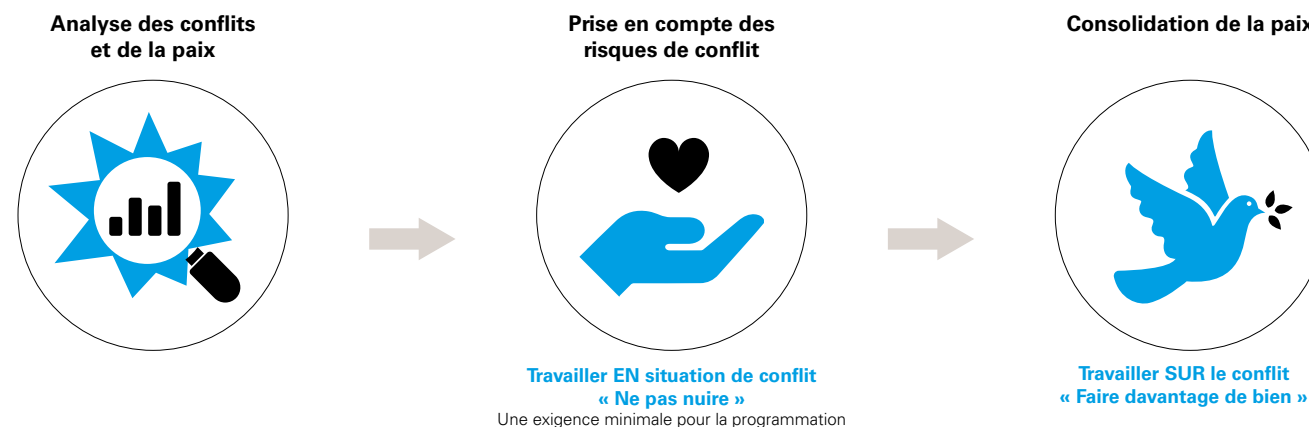 Analyse des conflits
et de la paix
Prise en compte des
risques de conflit
Travailler EN situation de conflit
« Ne pas nuire »
Une exigence minimale pour la programmation
Consolidation de la paix
Travailler SUR le conflit
« Faire davantage de bien »